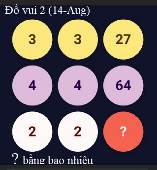 Đố vui 2 (14-Aug)
3 3 27
4 4 64
2 2 ?
? bằng bao nhiêu